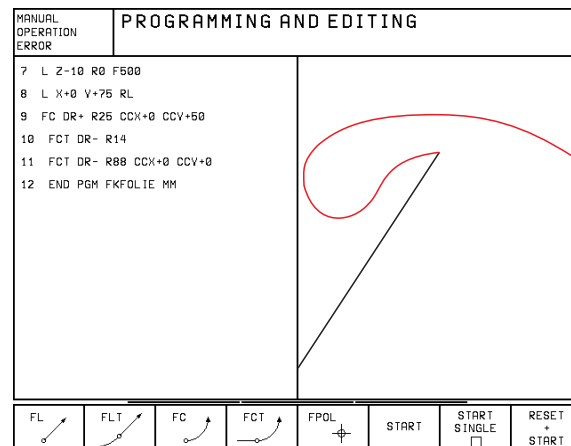 MANUAL
OPERATION
ERROR
PROGRAMMING AND EDITING
7 L Z-10 R0 F500
8 L X+0 Y+75 RL
9 FC DR+ R25 CCX+0 CCY+50
10 FCT DR- R14
11 FCT DR- R88 CCX+0 CCY+0
12 END PGM FKFOLIE MM
FL
FLT
FC
FCT
FPOL
START
START
SINGLE
RESET
+
START